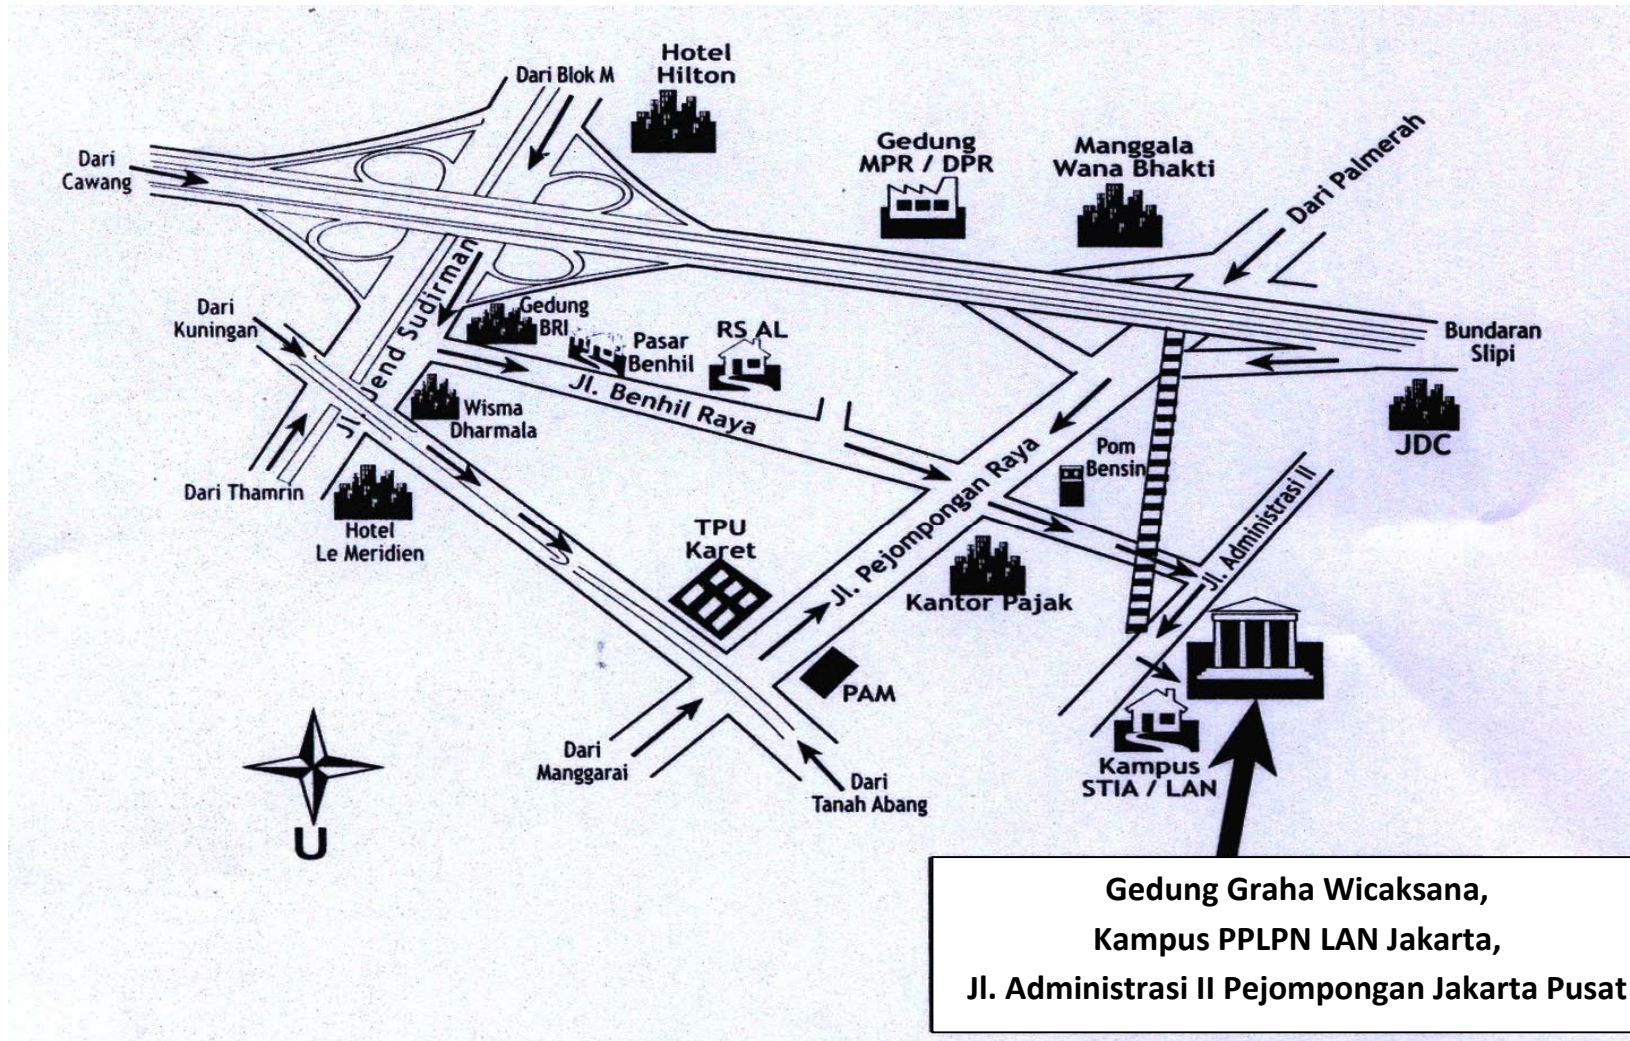 Hotel
Hilton
Dari Blok M
Gedung
MPR / DPR
Manggala
Wana Bhakti
Dari Palmerah
Dari
Cawang
Dari
Kuningan
Jl. Jend Sudirman
Gedung
BRI
Pasar
Benhil
RS AL
Bundaran
Slipi
Jl. Benhil Raya
Wisma
Dharmala
JDC
Pom
Bensin
Dari Thamrin
Hotel
Le Meridien
TPU
Karet
Jl. Pejompongan Raya
Jl. Administrasi II
Kantor Pajak
PAM
Dari
Manggarai
Dari
Tanah Abang
Kampus
STIA / LAN
U
Gedung Graha Wicaksana,
Kampus PPLPN LAN Jakarta,
Jl. Administrasi II Pejompongan Jakarta Pusat